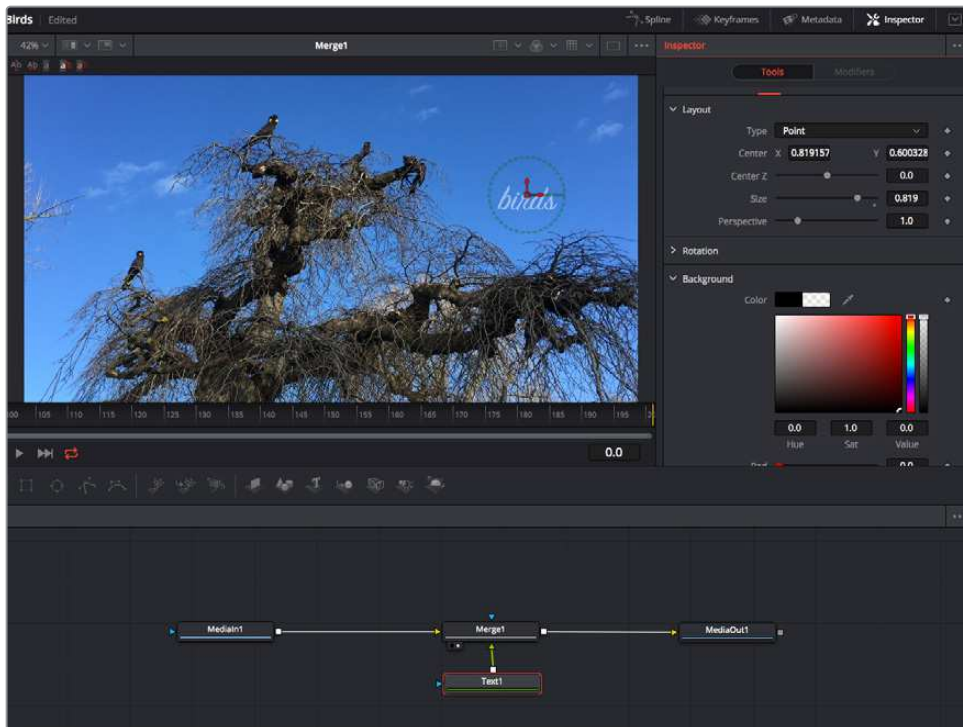 Birds Edited Spline Keyframes Metadata Inspector
42% Merge1 Inspector
Tools Modifiers
Layout
Type Point
Center X 0.819157 Y 0.600328
Center Z 0.0
Size 0.819
Perspective 1.0
birds
Rotation
Background
Color
100 105 110 115 120 125 130 135 140 145 150 155 160 165 170 175 180 185 190 195
0.0 1.0 0.0
Hue Sat Value
0.0
Red 0.0
MediaIn1 Merge1 MediaOut1
Text1